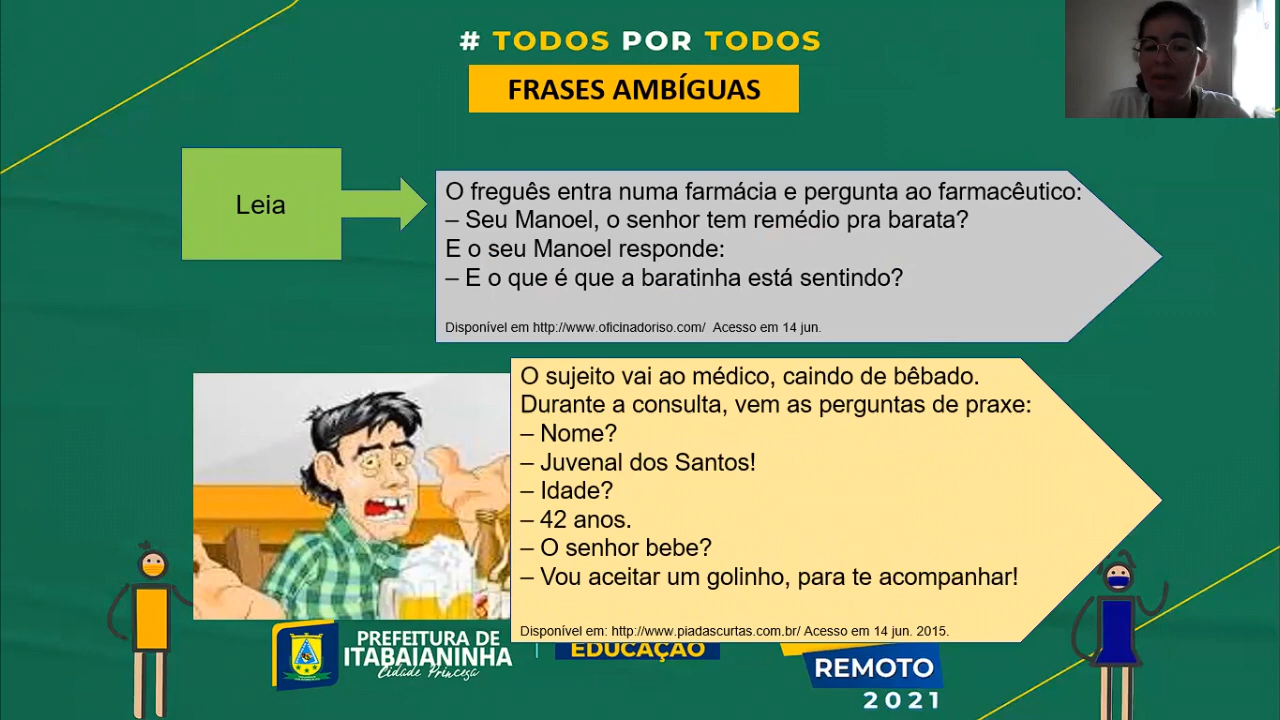 # TODOS POR TODOS
FRASES AMBÍGUAS
Leia
O freguês entra numa farmácia e pergunta ao farmacêutico:
– Seu Manoel, o senhor tem remédio pra barata?
E o seu Manoel responde:
– E o que é que a baratinha está sentindo?
Disponível em http://www.oficinadoriso.com/ Acesso em 14 jun.
O sujeito vai ao médico, caindo de bêbado.
Durante a consulta, vem as perguntas de praxe:
– Nome?
– Juvenal dos Santos!
– Idade?
– 42 anos.
– O senhor bebe?
– Vou aceitar um golinho, para te acompanhar!
Disponível em: http://www.piadascurtas.com.br/ Acesso em 14 jun. 2015.
PREFEITURA DE
ITABAIANINHA
Cidade Princesa
EDUCAÇÃO
REMOTO
2021